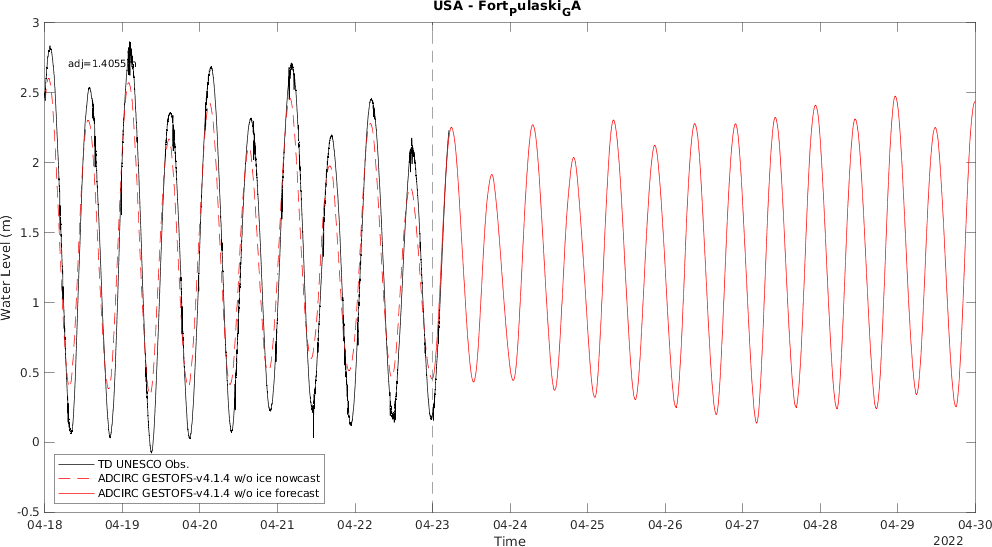 USA - Fort_Pulaski_GA
3
adj=1.4055m
2.5
2
1.5
Water Level (m)
1
0.5
0
TD UNESCO Obs.
ADCIRC GESTOFS-v4.1.4 w/o ice nowcast
ADCIRC GESTOFS-v4.1.4 w/o ice forecast
-0.5
04-18 04-19 04-20 04-21 04-22 04-23 04-24 04-25 04-26 04-27 04-28 04-29 04-30
Time
2022